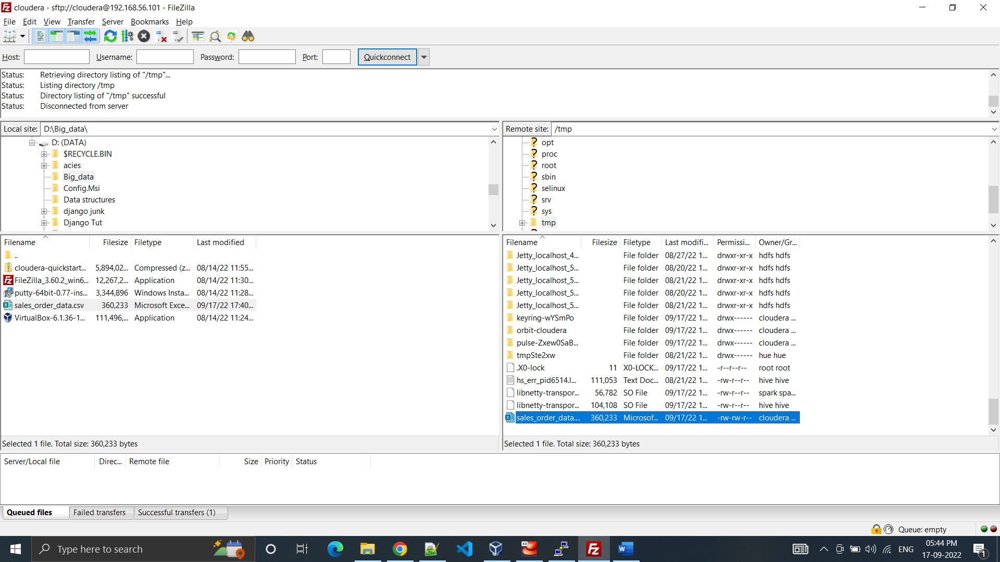 cloudera - sftp://cloudera@192.168.56.101 - FileZilla
File Edit View Transfer Server Bookmarks Help
Host: Username: Password: Port: Quickconnect
Status: Retrieving directory listing of "/tmp"...
Status: Listing directory /tmp
Status: Directory listing of "/tmp" successful
Status: Disconnected from server
Local site: D:\Big_data\
D: (DATA)
$RECYCLE.BIN
acies
Big_data
Config.Msi
Data structures
django junk
Django Tut
Remote site: /tmp
opt
proc
root
sbin
selinux
srv
sys
tmp
Filename Filesize Filetype Last modified
..
cloudera-quickstart... 5,894,02... Compressed (z... 08/14/22 11:55...
FileZilla_3.60.2_win6... 12,267,2... Application 08/14/22 11:30...
putty-64bit-0.77-ins... 3,344,896 Windows Insta... 08/14/22 11:28...
sales_order_data.csv 360,233 Microsoft Exce... 09/17/22 17:40...
VirtualBox-6.1.36-1... 111,496,... Application 08/14/22 11:24...
Selected 1 file. Total size: 360,233 bytes
Filename Filesize Filetype Last modifi... Permissi... Owner/Gr...
Jetty_localhost_4... File folder 08/27/22 1... drwxr-xr-x hdfs hdfs
Jetty_localhost_5... File folder 08/20/22 1... drwxr-xr-x hdfs hdfs
Jetty_localhost_5... File folder 08/21/22 1... drwxr-xr-x hdfs hdfs
Jetty_localhost_5... File folder 08/20/22 1... drwxr-xr-x hdfs hdfs
Jetty_localhost_5... File folder 08/21/22 1... drwxr-xr-x hdfs hdfs
keyring-wYSmPo File folder 09/17/22 1... drwx------ cloudera ...
orbit-cloudera File folder 09/17/22 1... drwx------ cloudera ...
pulse-Zxew0SaB... File folder 09/17/22 1... drwx------ cloudera ...
tmpSte2xw File folder 08/21/22 1... drwx------ hue hue
.X0-lock 11 X0-LOCK... 09/17/22 1... -r--r--r-- root root
hs_err_pid6514.l... 111,053 Text Doc... 08/21/22 1... -rw-r--r-- hive hive
libnetty-transpor... 56,782 SO File 09/17/22 1... -rw-r--r-- spark spa...
libnetty-transpor... 104,108 SO File 09/17/22 1... -rw-r--r-- hive hive
sales_order_data.... 360,233 Microsof... 09/17/22 1... -rw-rw-r-- cloudera ...
Selected 1 file. Total size: 360,233 bytes
Server/Local file Direc... Remote file Size Priority Status
Queued files Failed transfers Successful transfers (1)
Queue: empty
Type here to search
64
ENG
05:44 PM
17-09-2022
1